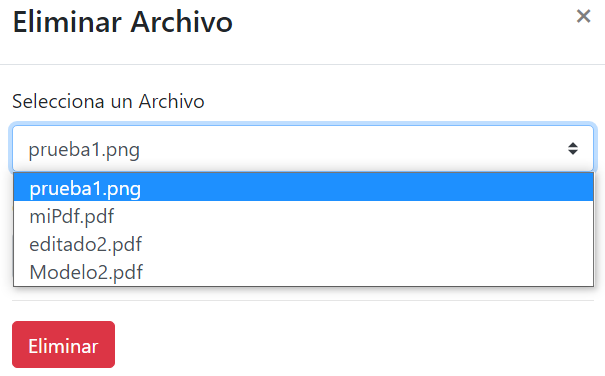 Eliminar Archivo
×
Selecciona un Archivo
prueba1.png
prueba1.png
miPdf.pdf
editado2.pdf
Modelo2.pdf
Eliminar